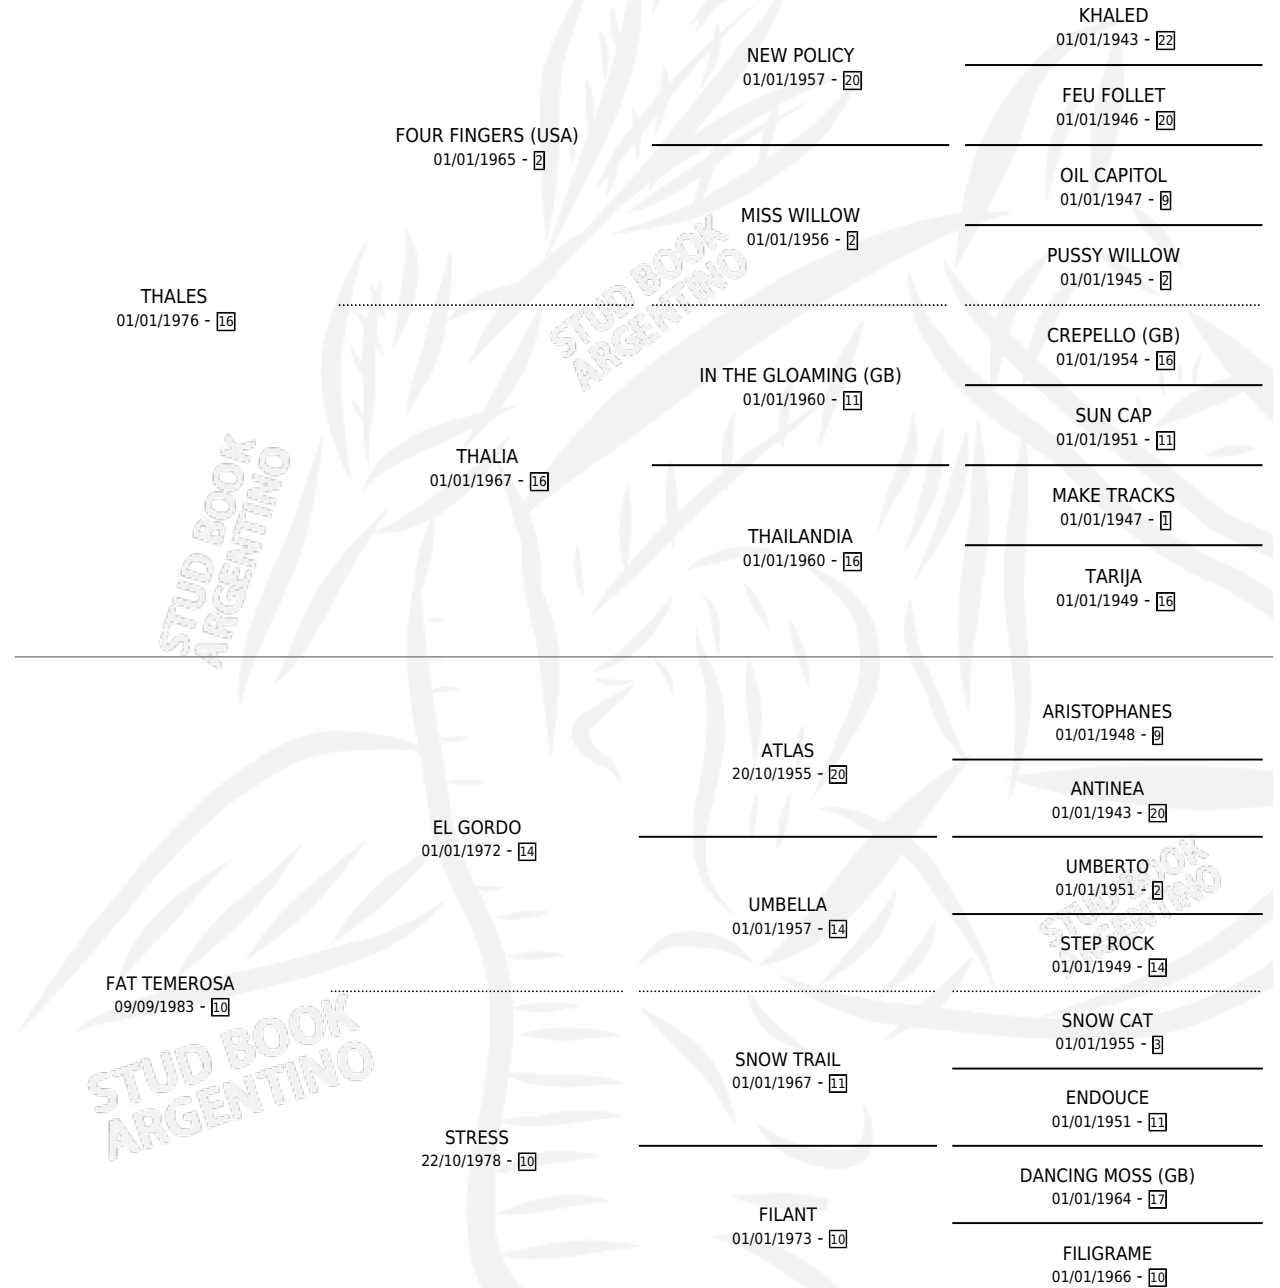 KHALED
01/01/1943 - 22
NEW POLICY
01/01/1957 - 20
FEU FOLLET
01/01/1946 - 20
FOUR FINGERS (USA)
01/01/1965 - 2
OIL CAPITOL
01/01/1947 - 9
MISS WILLOW
01/01/1956 - 2
PUSSY WILLOW
01/01/1945 - 2
THALES
01/01/1976 - 16
CREPELLO (GB)
01/01/1954 - 16
IN THE GLOAMING (GB)
01/01/1960 - 11
SUN CAP
01/01/1951 - 11
THALIA
01/01/1967 - 16
MAKE TRACKS
01/01/1947 - 1
THAILANDIA
01/01/1960 - 16
TARIJA
01/01/1949 - 16
STUD BOOK
ARGENTINO
STUD BOOK
ARGENTINO
ARISTOPHANES
01/01/1948 - 9
ATLAS
20/10/1955 - 20
ANTINEA
01/01/1943 - 20
EL GORDO
01/01/1972 - 14
UMBERTO
01/01/1951 - 2
UMBELLA
01/01/1957 - 14
STEP ROCK
01/01/1949 - 14
STUD BOOK
ARGENTINO
FAT TEMEROSA
09/09/1983 - 10
SNOW CAT
01/01/1955 - 3
SNOW TRAIL
01/01/1967 - 11
ENDOUCE
01/01/1951 - 11
STRESS
22/10/1978 - 10
DANCING MOSS (GB)
01/01/1964 - 17
FILANT
01/01/1973 - 10
FILIGRAME
01/01/1966 - 10
STUD BOOK
ARGENTINO